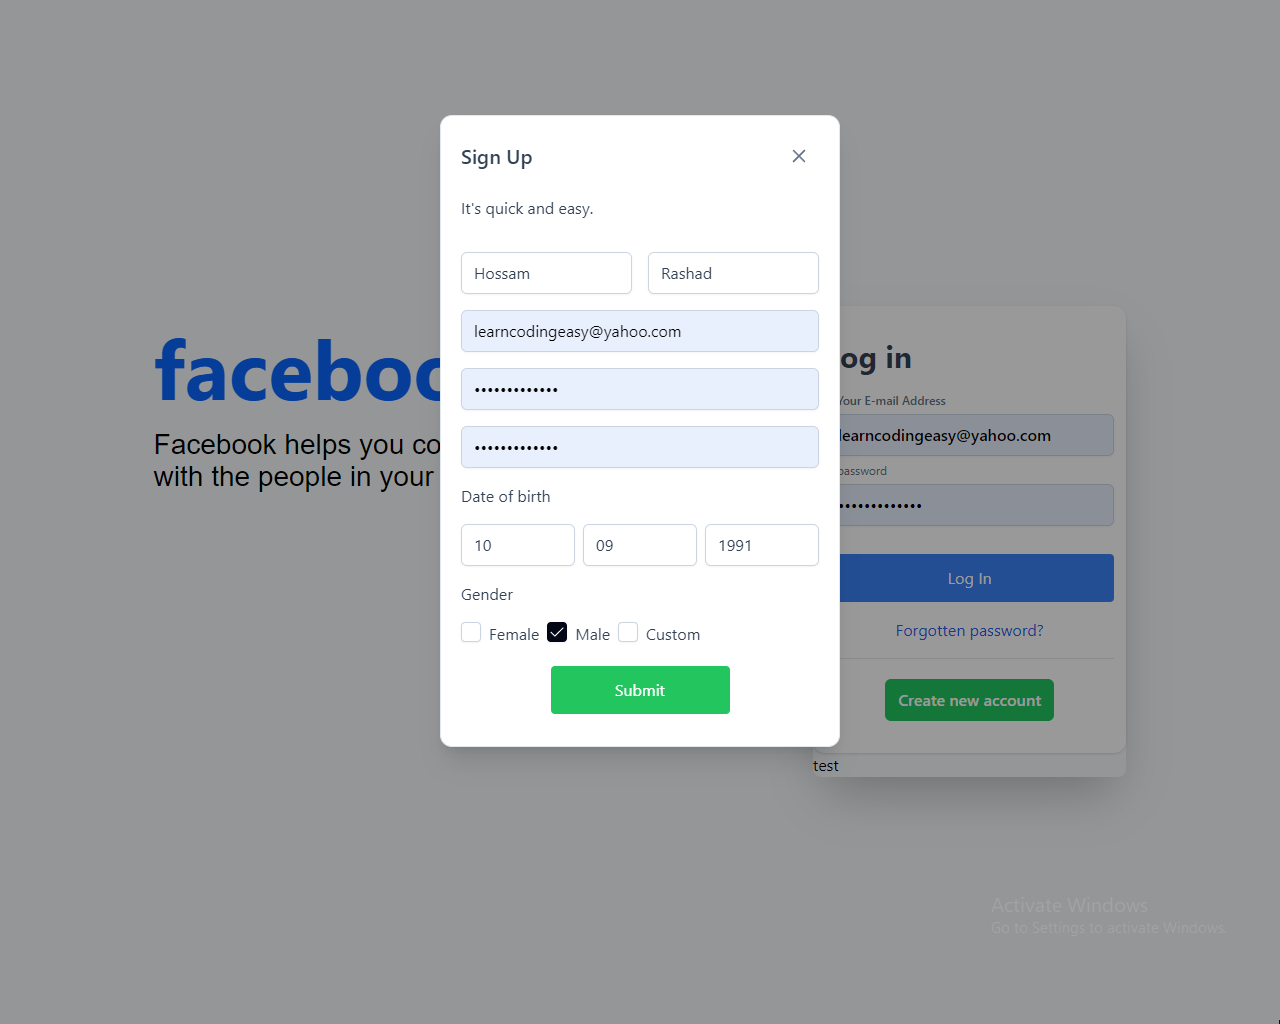 Sign Up
It's quick and easy.
Hossam Rashad
learncodingeasy@yahoo.com
•••••••••••••
•••••••••••••
Date of birth
10 09 1991
Gender
Female Male Custom
Submit
Facebook helps you co
with the people in your
og in
Your E-mail Address
learncodingeasy@yahoo.com
password
••••••••••••
Log In
Forgotten password?
Create new account
test
Activate Windows
Go to Settings to activate Windows.